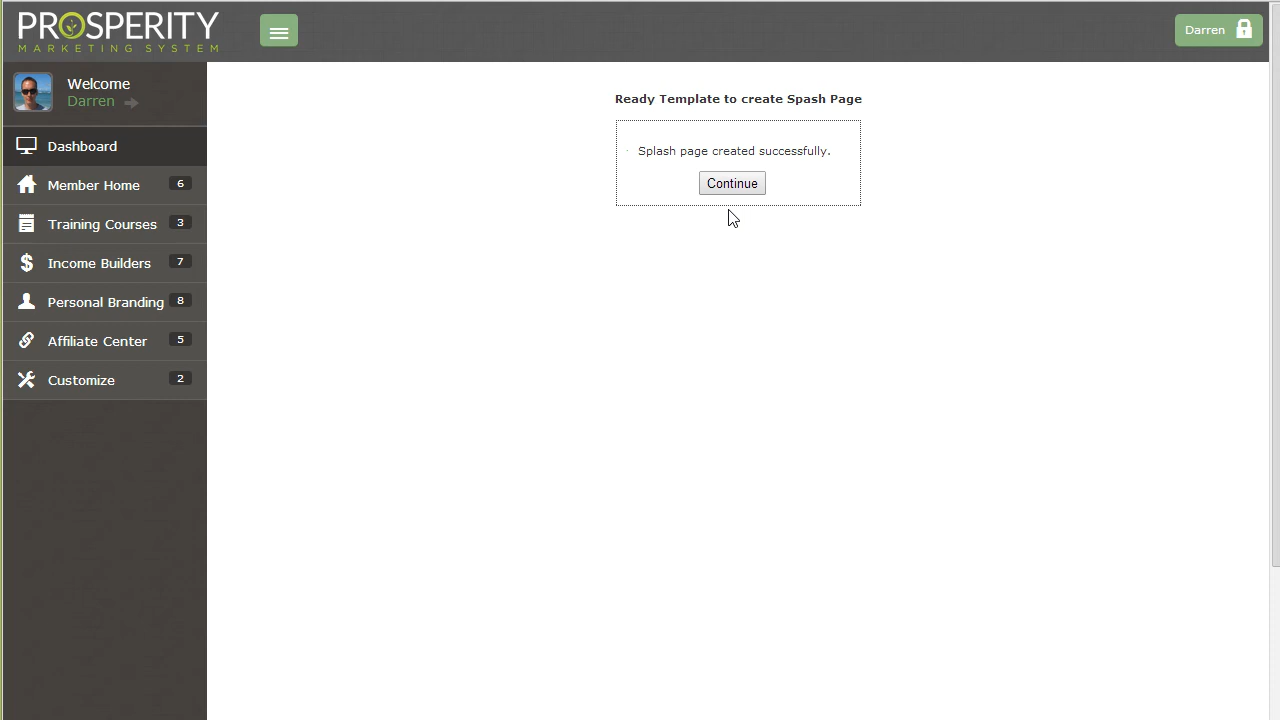 PROSPERITY
MARKETING SYSTEM
Darren
Welcome
Darren
Dashboard
Member Home 6
Training Courses 3
Income Builders 7
Personal Branding 8
Affiliate Center 5
Customize 2
Ready Template to create Spash Page
Splash page created successfully.
Continue